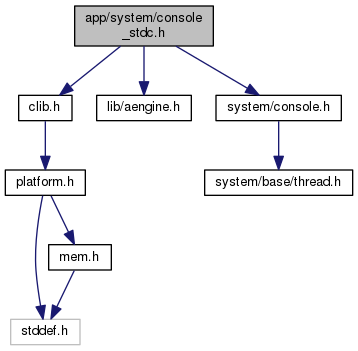 app/system/console
_stdc.h
clib.h
lib/aengine.h
system/console.h
platform.h
system/base/thread.h
mem.h
stddef.h